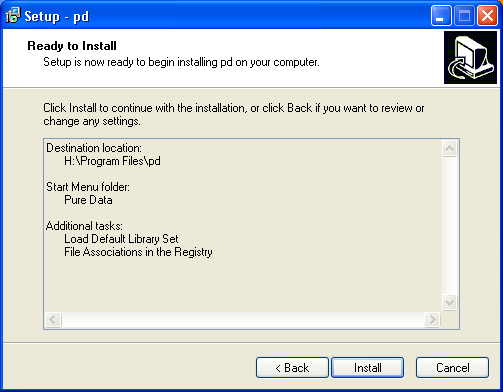 Setup - pd
Ready to Install
Setup is now ready to begin installing pd on your computer.
Click Install to continue with the installation, or click Back if you want to review or
change any settings.
Destination location:
H:\Program Files\pd
Start Menu folder:
Pure Data
Additional tasks:
Load Default Library Set
File Associations in the Registry
< Back
Install
Cancel